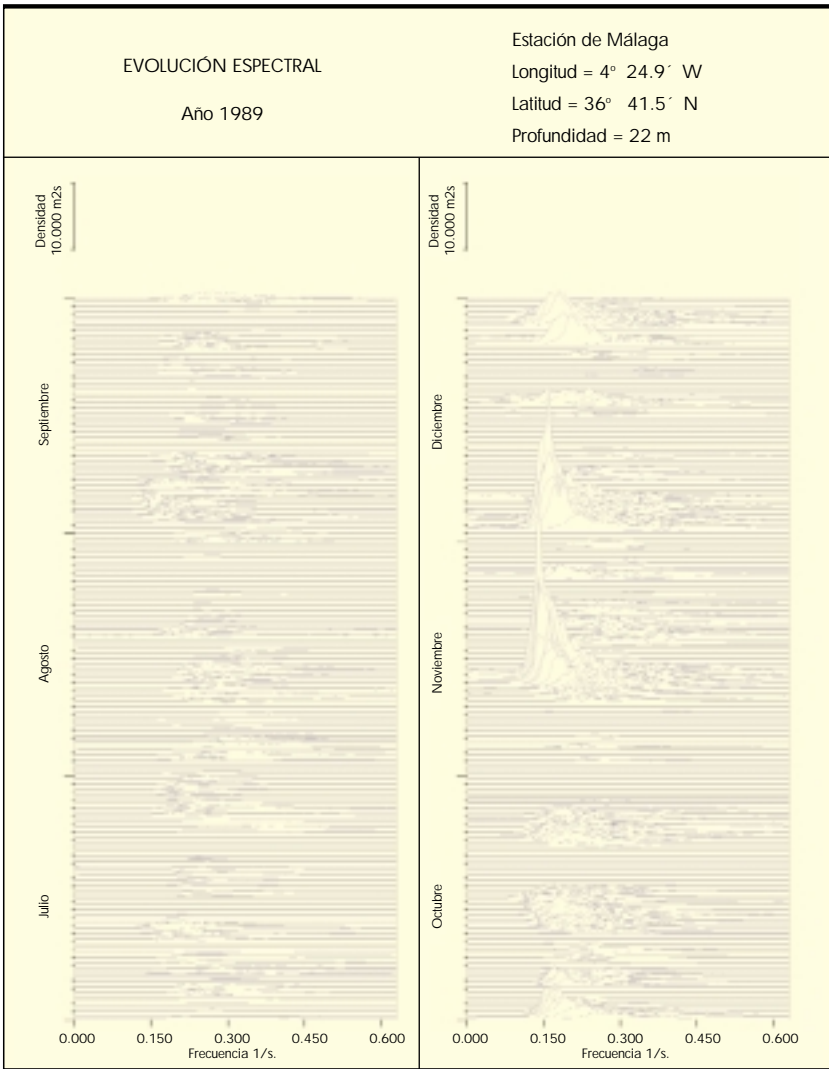 EVOLUCIÓN ESPECTRAL
Año 1989
Estación de Málaga
Longitud = 4° 24.9´ W
Latitud = 36° 41.5´ N
Profundidad = 22 m
Densidad
10.000 m2s
Septiembre
Agosto
Julio
0.000 0.150 0.300 0.450 0.600
Frecuencia 1/s.
Densidad
10.000 m2s
Diciembre
Noviembre
Octubre
0.000 0.150 0.300 0.450 0.600
Frecuencia 1/s.